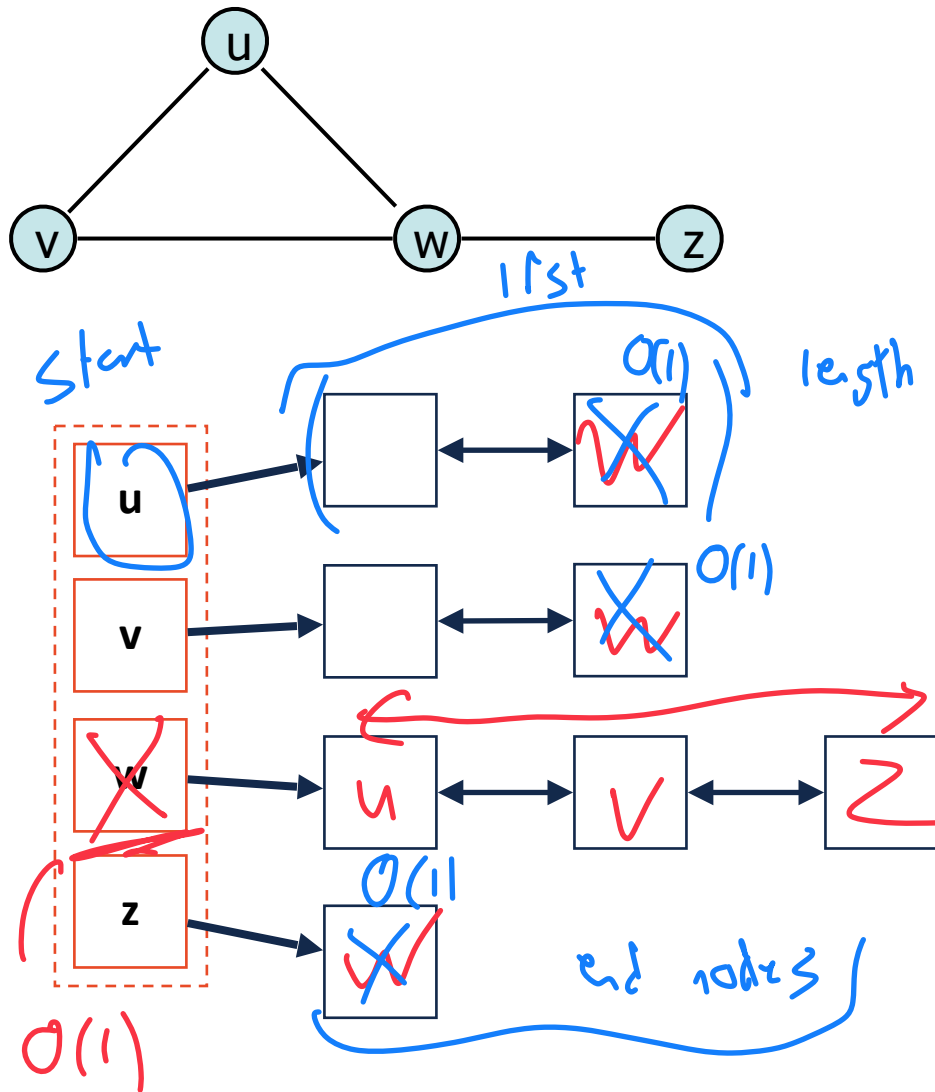 u
v w z
list
start
O(1)
length
u
w
v
w
O(1)
w
u
v
z
z
O(1
w
end nodes
O(1)